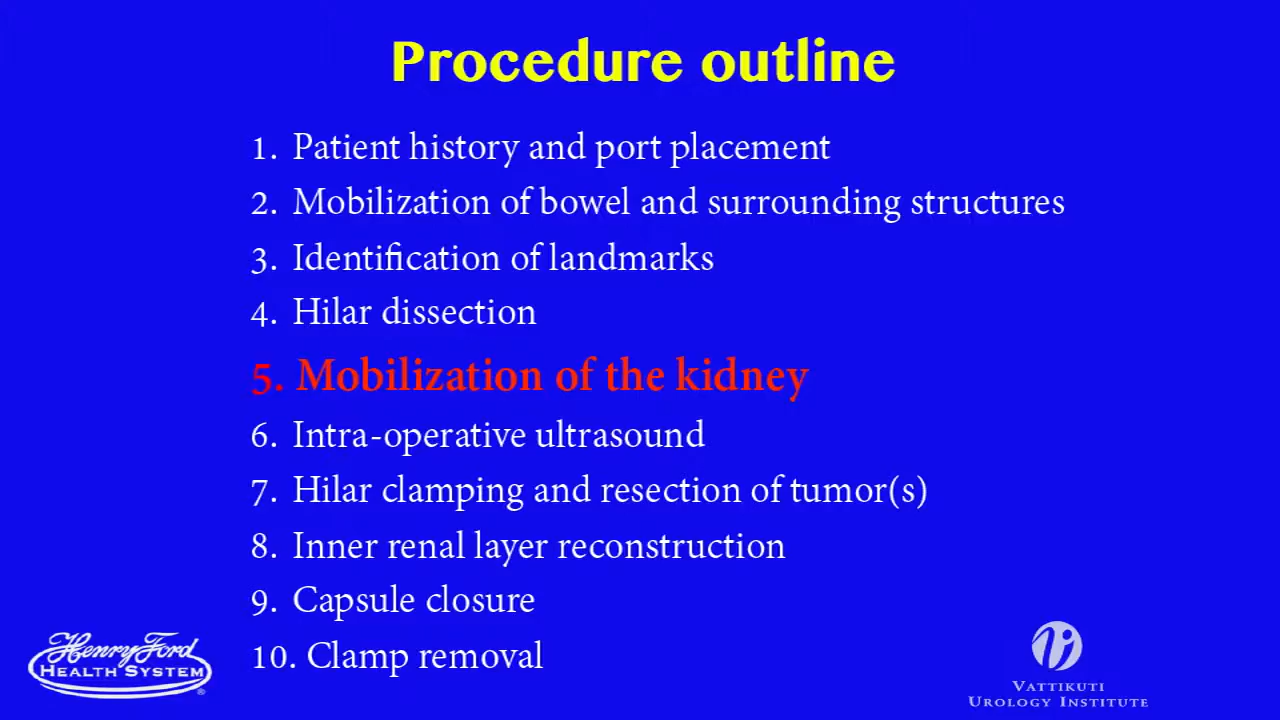 Procedure outline
1. Patient history and port placement
2. Mobilization of bowel and surrounding structures
3. Identification of landmarks
4. Hilar dissection
5. Mobilization of the kidney
6. Intra-operative ultrasound
7. Hilar clamping and resection of tumor(s)
8. Inner renal layer reconstruction
9. Capsule closure
10. Clamp removal
Henry Ford
HEALTH SYSTEM
®
VATTIKUTI
UROLOGY INSTITUTE